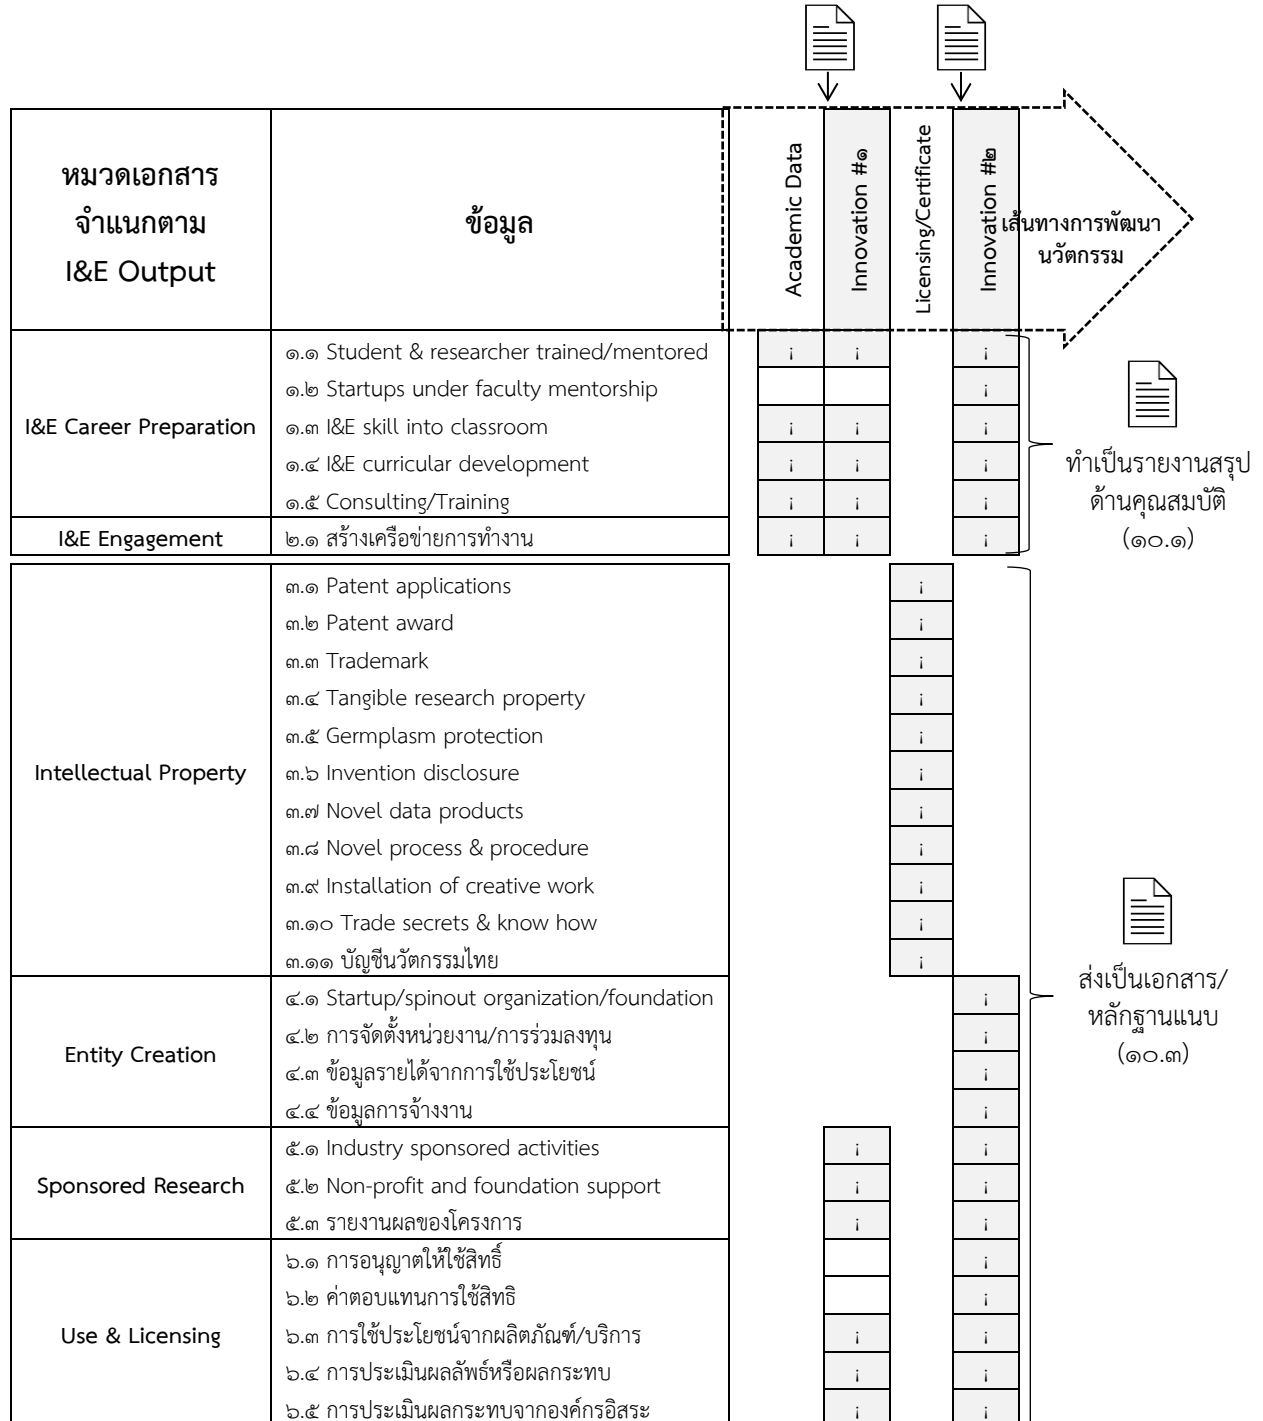 หมวดเอกสาร
จำแนกตาม
I&E Output
ข้อมูล
Academic Data
Innovation #๑
Licensing/Certificate
Innovation #๒
เส้นทางการพัฒนา
นวัตกรรม
I&E Career Preparation
๑.๑ Student & researcher trained/mentored ¡ ¡ ¡
๑.๒ Startups under faculty mentorship ¡
๑.๓ I&E skill into classroom ¡ ¡ ¡
๑.๔ I&E curricular development ¡ ¡ ¡
๑.๕ Consulting/Training ¡ ¡ ¡
I&E Engagement
๒.๑ สร้างเครือข่ายการทำงาน ¡ ¡ ¡
ทำเป็นรายงานสรุป
ด้านคุณสมบัติ
(๑๐.๑)
Intellectual Property
๓.๑ Patent applications ¡
๓.๒ Patent award ¡
๓.๓ Trademark ¡
๓.๔ Tangible research property ¡
๓.๕ Germplasm protection ¡
๓.๖ Invention disclosure ¡
๓.๗ Novel data products ¡
๓.๘ Novel process & procedure ¡
๓.๙ Installation of creative work ¡
๓.๑๐ Trade secrets & know how ¡
๓.๑๑ บัญชีนวัตกรรมไทย ¡
Entity Creation
๔.๑ Startup/spinout organization/foundation ¡
๔.๒ การจัดตั้งหน่วยงาน/การร่วมลงทุน ¡
๔.๓ ข้อมูลรายได้จากการใช้ประโยชน์ ¡
๔.๔ ข้อมูลการจ้างงาน ¡
ส่งเป็นเอกสาร/
หลักฐานแนบ
(๑๐.๓)
Sponsored Research
๕.๑ Industry sponsored activities ¡ ¡
๕.๒ Non-profit and foundation support ¡ ¡
๕.๓ รายงานผลของโครงการ ¡ ¡
Use & Licensing
๖.๑ การอนุญาตให้ใช้สิทธิ์ ¡
๖.๒ ค่าตอบแทนการใช้สิทธิ ¡
๖.๓ การใช้ประโยชน์จากผลิตภัณฑ์/บริการ ¡ ¡
๖.๔ การประเมินผลลัพธ์หรือผลกระทบ ¡ ¡
๖.๕ การประเมินผลกระทบจากองค์กรอิสระ ¡ ¡